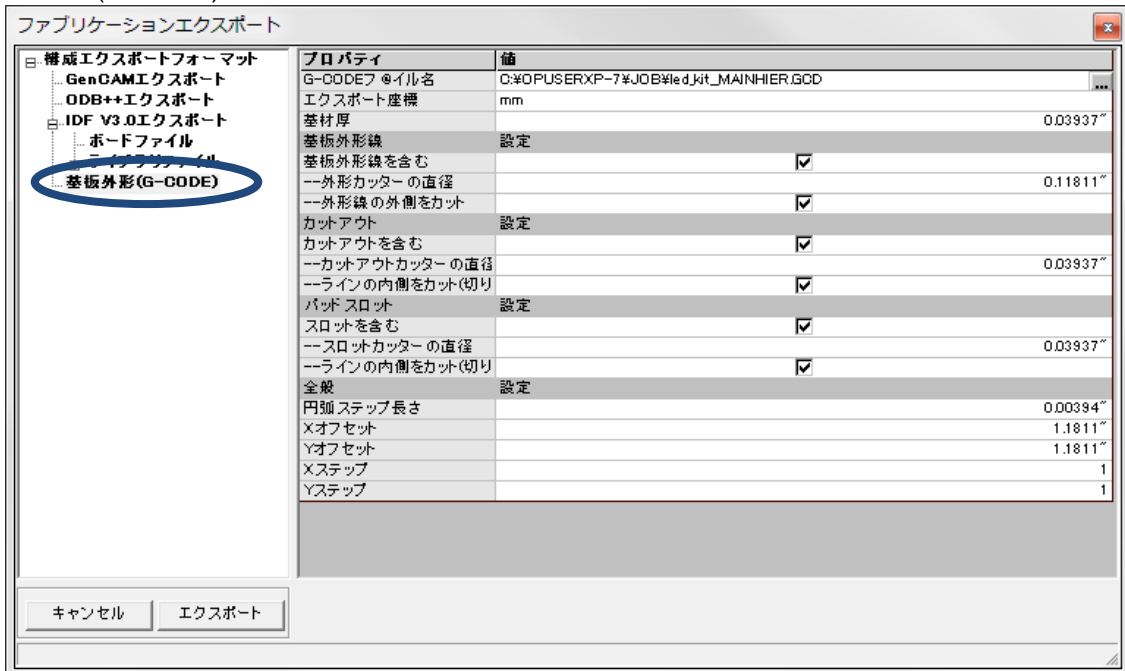 ファブリケーションエクスポート
構成エクスポートフォーマット
GenCAMエクスポート
ODB++エクスポート
IDF V3.0エクスポート
ボードファイル
基板外形(G-CODE)
プロパティ 値
G-CODEファイル名 C:¥OPUSERXP-7¥JOB¥led_kit_MAINHIER.GCD ...
エクスポート座標 mm
基材厚 0.03937″
基板外形線 設定
基板外形線を含む
--外形カッターの直径 0.11811″
--外形線の外側をカット
カットアウト 設定
カットアウトを含む
--カットアウトカッターの直径 0.03937″
--ラインの内側をカット(切り
パッドスロット 設定
スロットを含む
--スロットカッターの直径 0.03937″
--ラインの内側をカット(切り
全般 設定
円弧ステップ長さ 0.00394″
Xオフセット 1.1811″
Yオフセット 1.1811″
Xステップ 1
Yステップ 1
キャンセル エクスポート